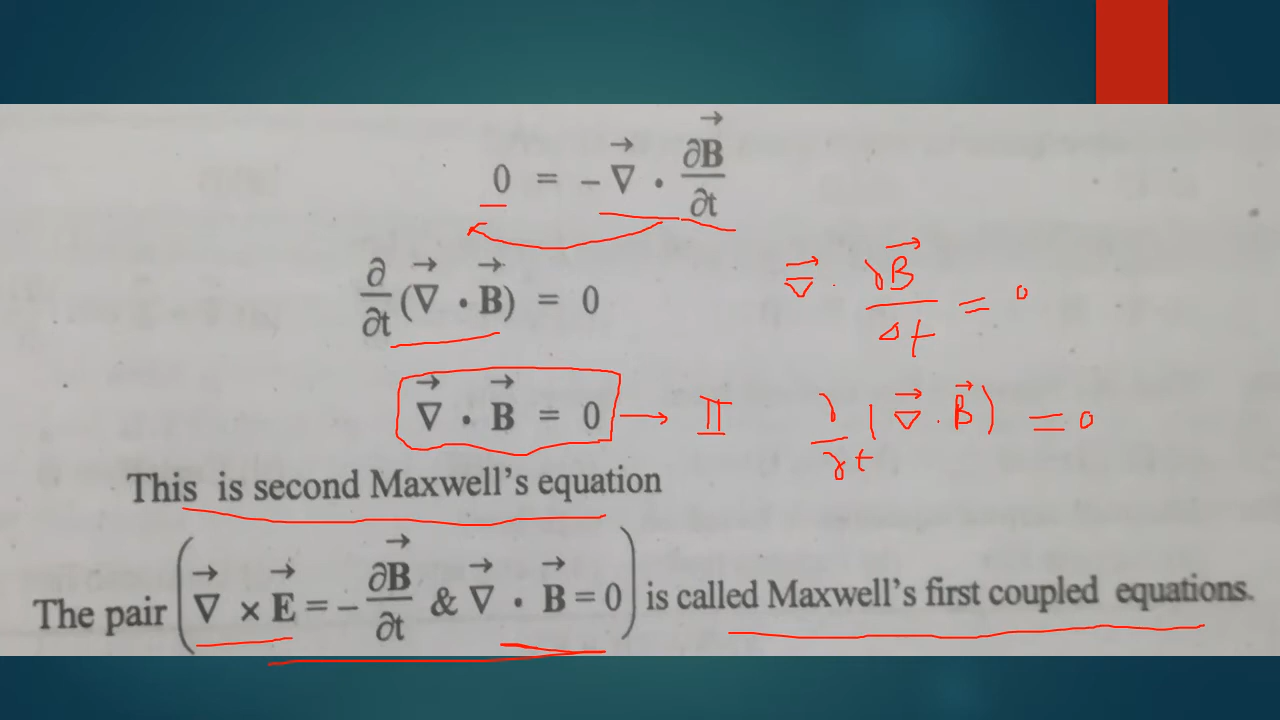 0 = − ∇⃗ • ∂B⃗/∂t
∂/∂t (∇⃗ • B⃗) = 0
∇⃗ . ∂B⃗/∂t = 0
∇⃗ • B⃗ = 0 → II
∂/∂t (∇⃗ . B⃗) = 0
This is second Maxwell's equation
The pair (∇⃗ × E⃗ = − ∂B⃗/∂t & ∇⃗ • B⃗ = 0) is called Maxwell's first coupled equations.